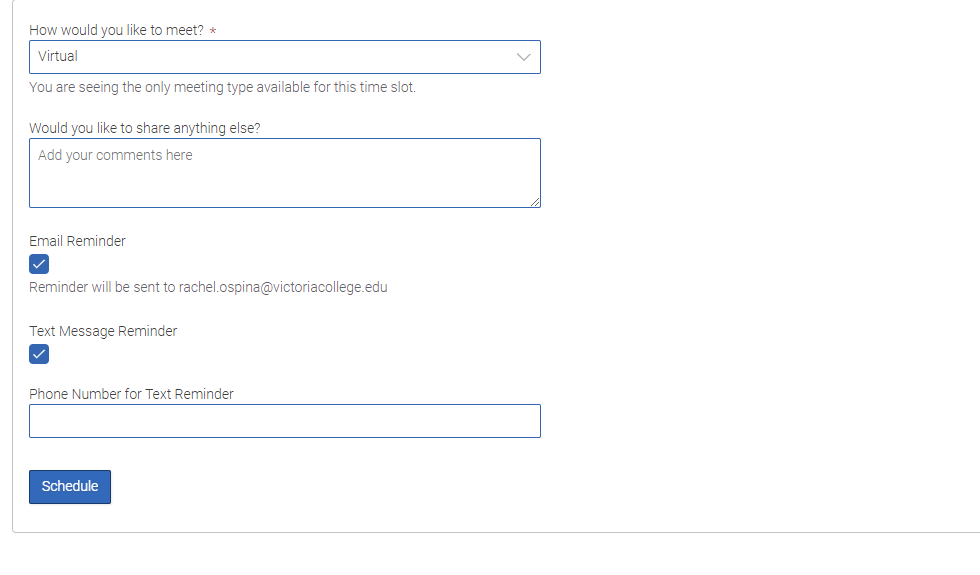 How would you like to meet? *
Virtual
You are seeing the only meeting type available for this time slot.
Would you like to share anything else?
Add your comments here
Email Reminder
Reminder will be sent to rachel.ospina@victoriacollege.edu
Text Message Reminder
Phone Number for Text Reminder
Schedule